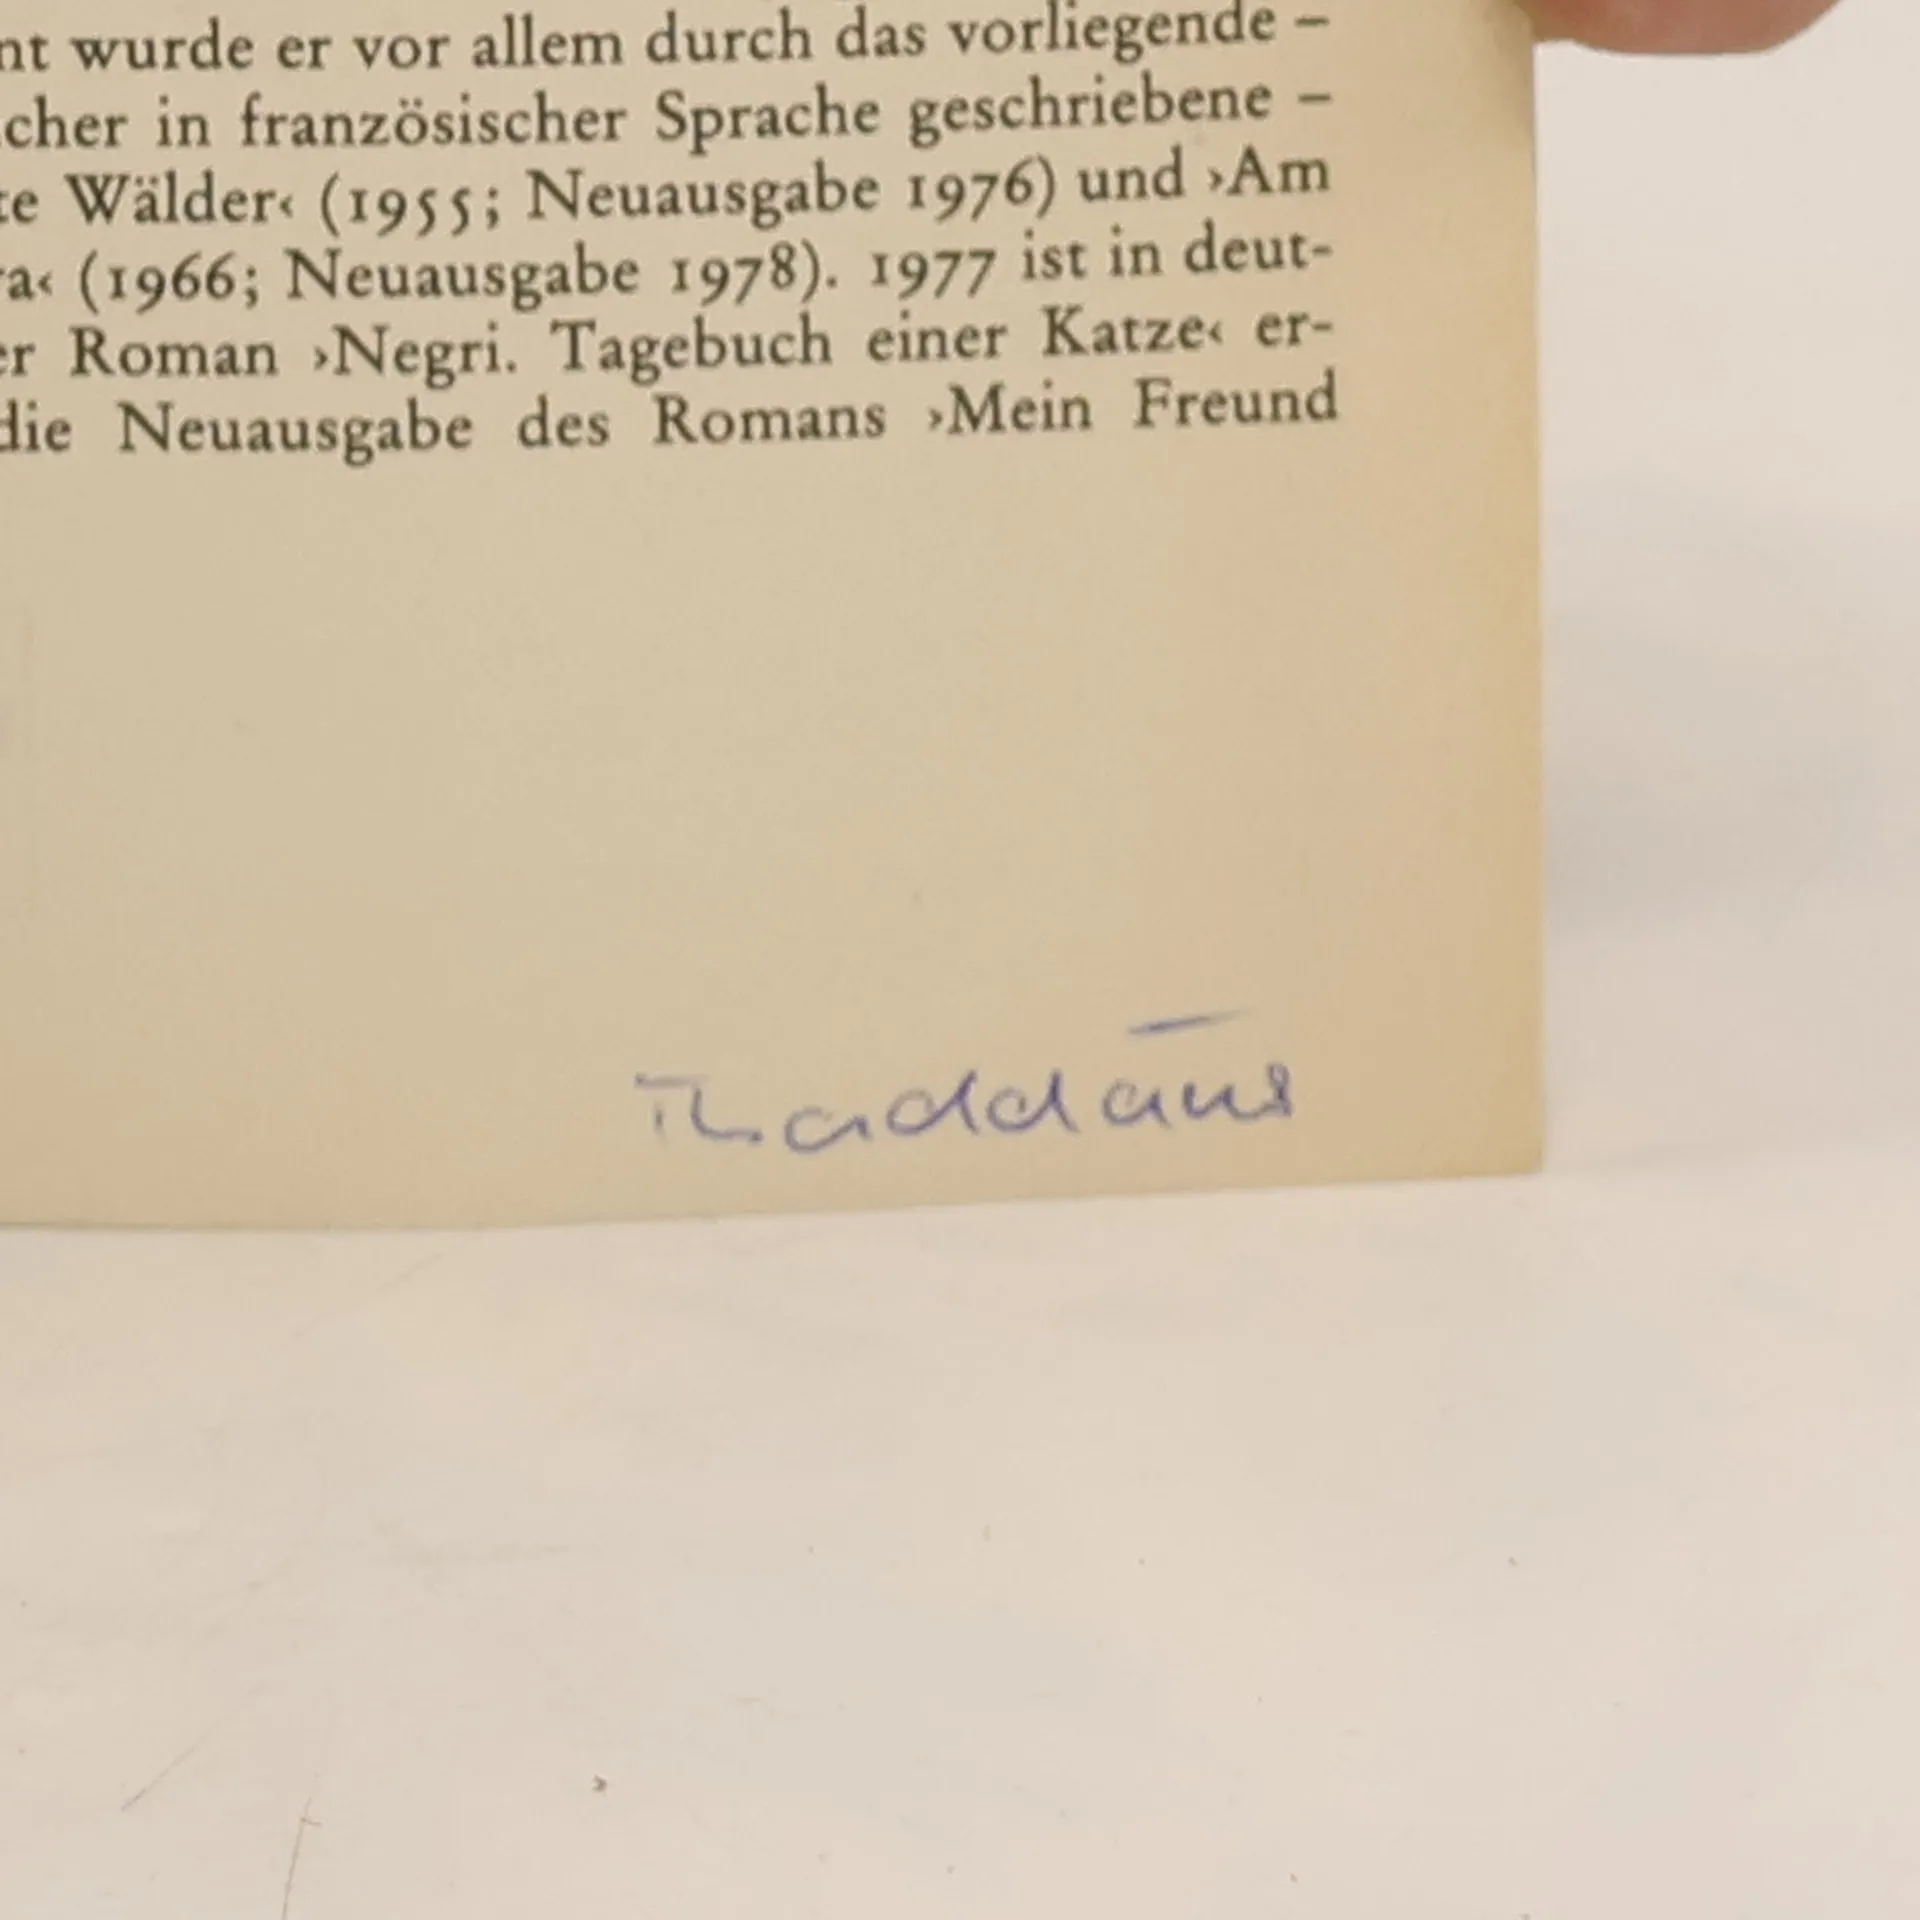 nt wurde er vor allem durch das vorliegende –
cher in französischer Sprache geschriebene –
te Wälder‹ (1955; Neuausgabe 1976) und ›Am
ra‹ (1966; Neuausgabe 1978). 1977 ist in deut-
er Roman ›Negri. Tagebuch einer Katze‹ er-
die Neuausgabe des Romans ›Mein Freund
Thaddäus